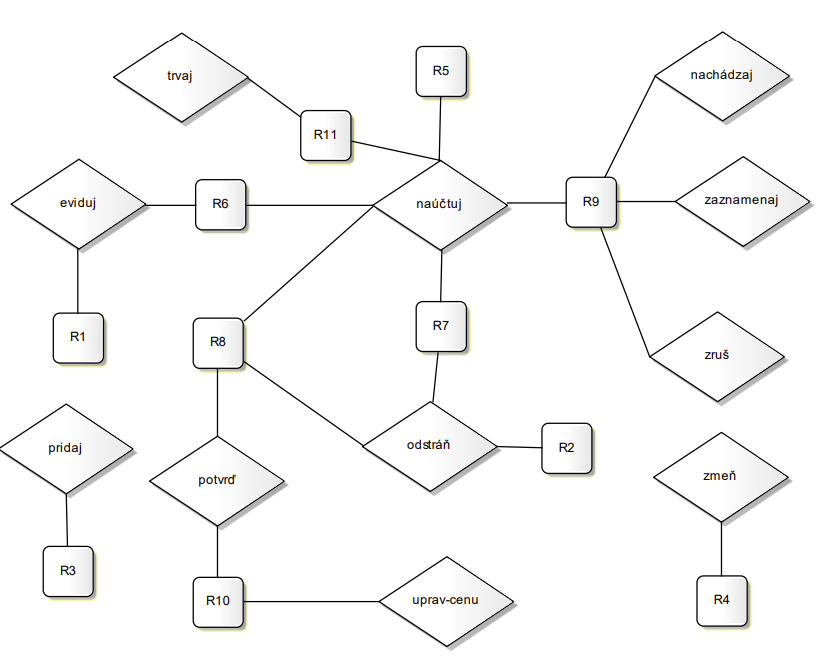 trvaj
R5
nachádzaj
R11
eviduj
R6
naúčtuj
R9
zaznamenaj
R1
R8
R7
zruš
pridaj
potvrď
odstráň
R2
zmeň
R3
R10
uprav-cenu
R4